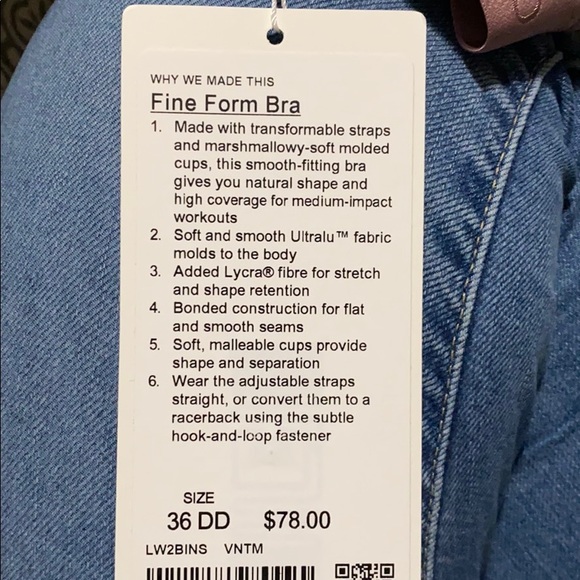 WHY WE MADE THIS
Fine Form Bra
1. Made with transformable straps
and marshmallowy-soft molded
cups, this smooth-fitting bra
gives you natural shape and
high coverage for medium-impact
workouts
2. Soft and smooth Ultralu™ fabric
molds to the body
3. Added Lycra® fibre for stretch
and shape retention
4. Bonded construction for flat
and smooth seams
5. Soft, malleable cups provide
shape and separation
6. Wear the adjustable straps
straight, or convert them to a
racerback using the subtle
hook-and-loop fastener
SIZE
36 DD $78.00
LW2BINS VNTM